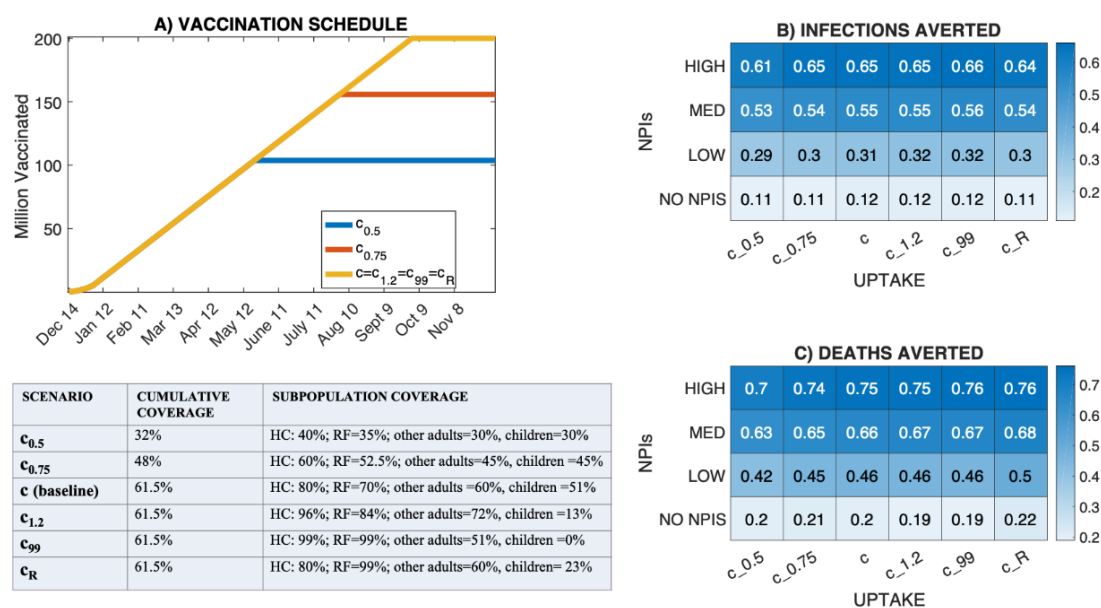 A) VACCINATION SCHEDULE
Million Vaccinated
200
150
100
50
Dec 14
Jan 12
Feb 11
Mar 13
Apr 12
May 12
June 11
July 11
Aug 10
Sept 9
Oct 9
Nov 8
c0.5
c0.75
c=c1.2=c99=cR
SCENARIO CUMULATIVE COVERAGE SUBPOPULATION COVERAGE
c0.5 32% HC: 40%; RF=35%; other adults=30%, children=30%
c0.75 48% HC: 60%; RF=52.5%; other adults=45%, children =45%
c (baseline) 61.5% HC: 80%; RF=70%; other adults =60%, children =51%
c1.2 61.5% HC: 96%; RF=84%; other adults=72%, children =13%
c99 61.5% HC: 99%; RF=99%; other adults=51%, children =0%
cR 61.5% HC: 80%; RF=99%; other adults=60%, children= 23%
B) INFECTIONS AVERTED
NPIs
HIGH 0.61 0.65 0.65 0.65 0.66 0.64
MED 0.53 0.54 0.55 0.55 0.56 0.54
LOW 0.29 0.3 0.31 0.32 0.32 0.3
NO NPIS 0.11 0.11 0.12 0.12 0.12 0.11
c_0.5 c_0.75 c c_1.2 c_99 c_R
UPTAKE
0.6
0.5
0.4
0.3
0.2
C) DEATHS AVERTED
NPIs
HIGH 0.7 0.74 0.75 0.75 0.76 0.76
MED 0.63 0.65 0.66 0.67 0.67 0.68
LOW 0.42 0.45 0.46 0.46 0.46 0.5
NO NPIS 0.2 0.21 0.2 0.19 0.19 0.22
c_0.5 c_0.75 c c_1.2 c_99 c_R
UPTAKE
0.7
0.6
0.5
0.4
0.3
0.2